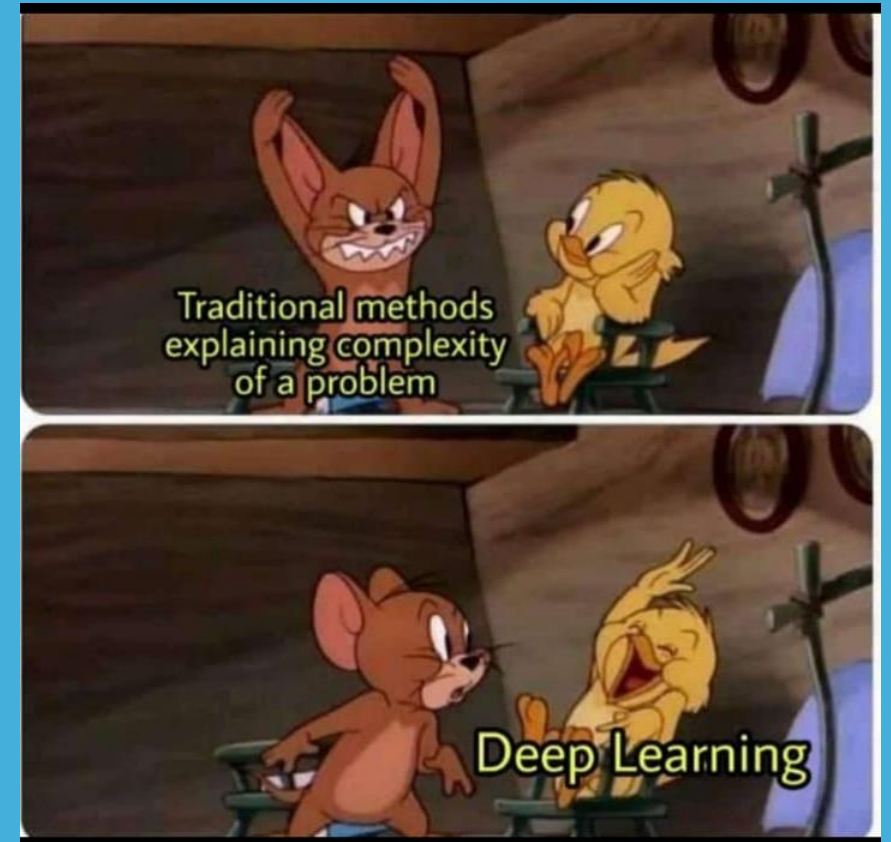 Traditional methods
explaining complexity
of a problem
Deep Learning